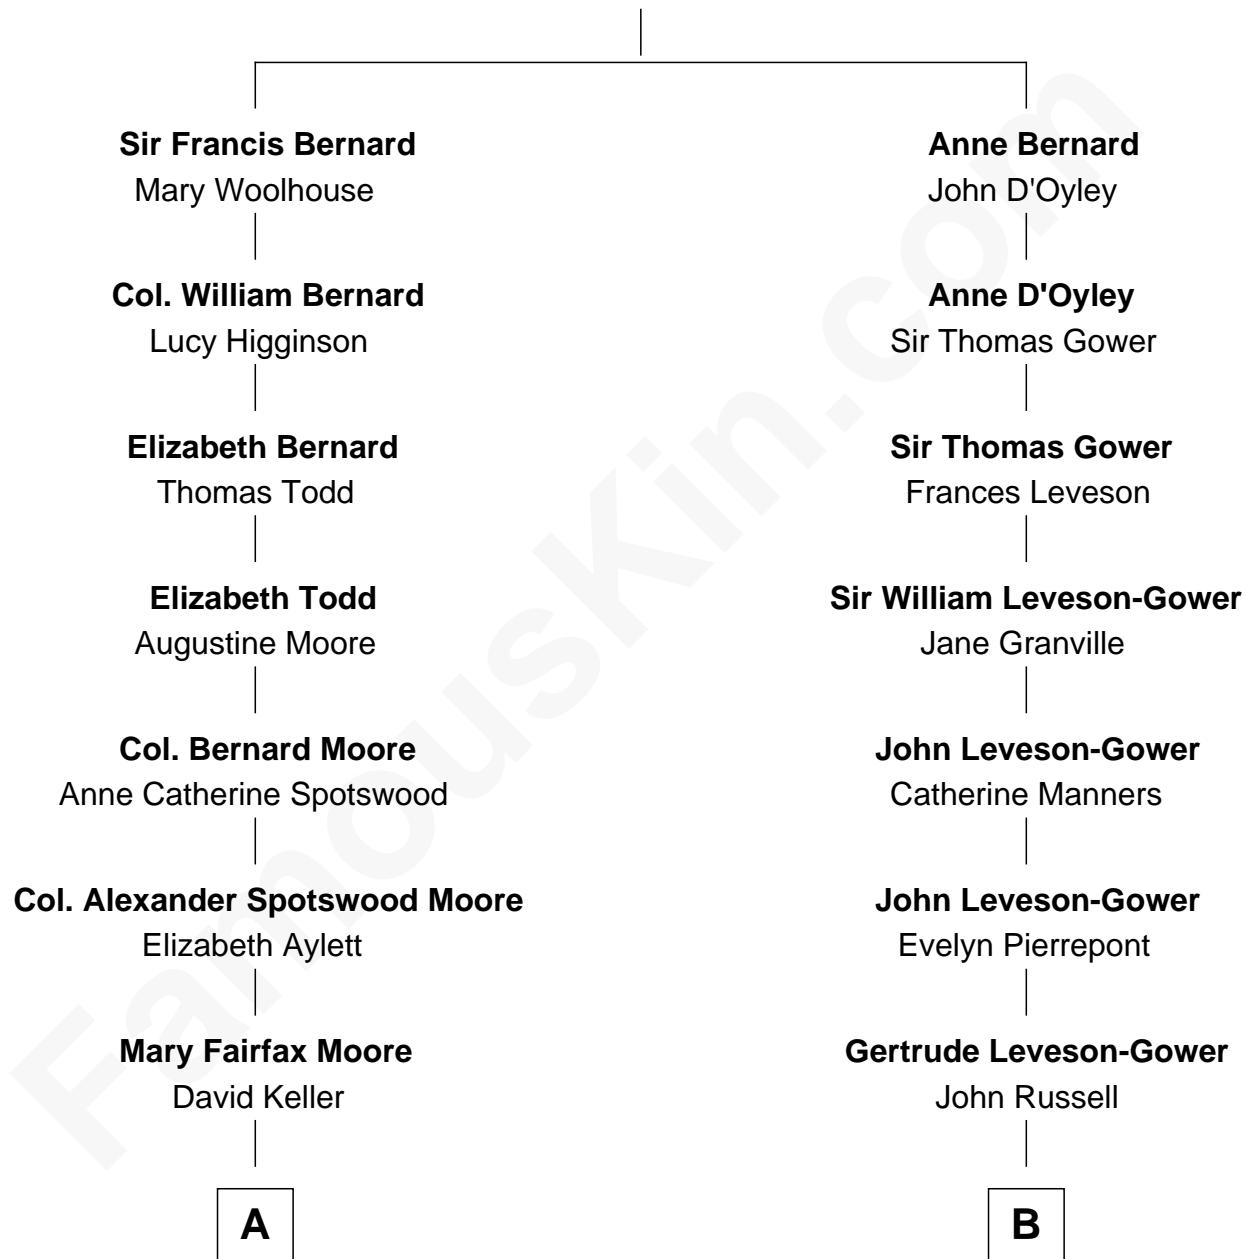 Sir Francis Bernard
Mary Woolhouse
Col. William Bernard
Lucy Higginson
Elizabeth Bernard
Thomas Todd
Elizabeth Todd
Augustine Moore
Col. Bernard Moore
Anne Catherine Spotswood
Col. Alexander Spotswood Moore
Elizabeth Aylett
Mary Fairfax Moore
David Keller
A
Anne Bernard
John D'Oyley
Anne D'Oyley
Sir Thomas Gower
Sir Thomas Gower
Frances Leveson
Sir William Leveson-Gower
Jane Granville
John Leveson-Gower
Catherine Manners
John Leveson-Gower
Evelyn Pierrepont
Gertrude Leveson-Gower
John Russell
B
FamousKin.com